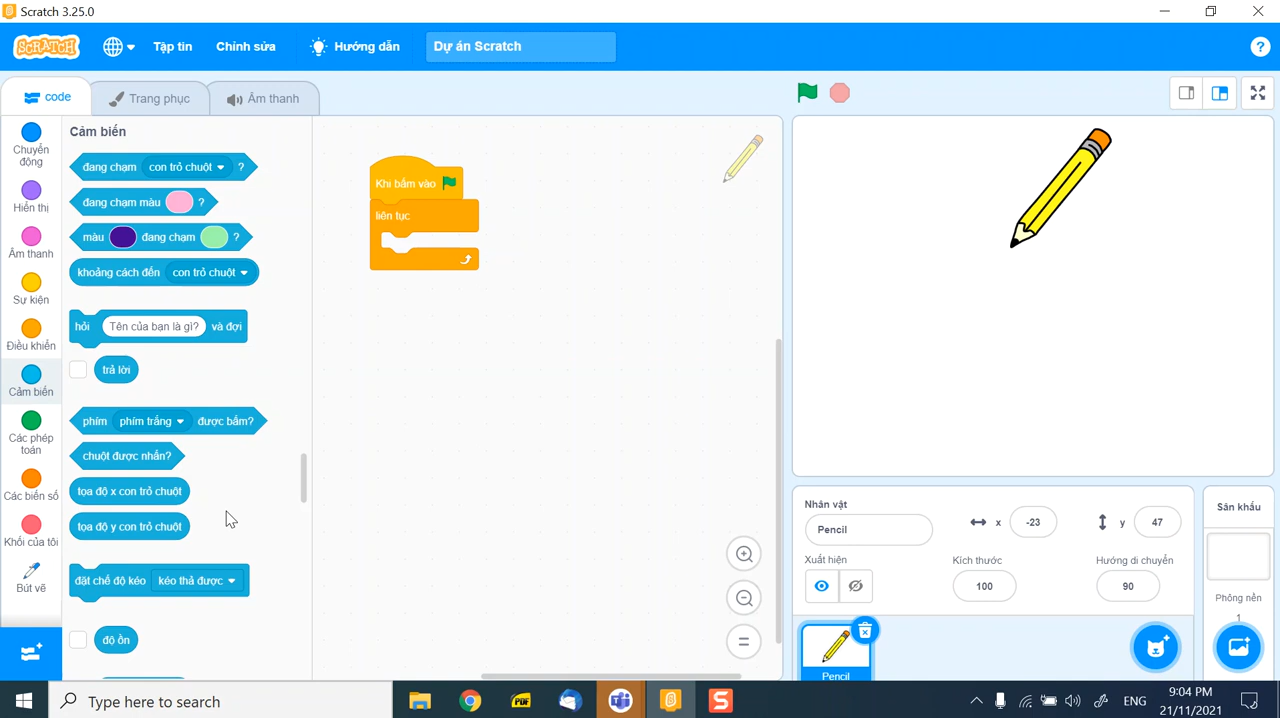 Scratch 3.25.0
SCRATCH
Tập tin
Chỉnh sửa
Hướng dẫn
Dự án Scratch
?
code
Trang phục
Âm thanh
Chuyển động
Hiển thị
Âm thanh
Sự kiện
Điều khiển
Cảm biến
Các phép toán
Các biến số
Khối của tôi
Bút vẽ
Cảm biến
đang chạm con trỏ chuột ?
đang chạm màu ?
màu đang chạm ?
khoảng cách đến con trỏ chuột
hỏi Tên của bạn là gì? và đợi
trả lời
phím phím trắng được bấm?
chuột được nhấn?
tọa độ x con trỏ chuột
tọa độ y con trỏ chuột
đặt chế độ kéo kéo thả được
độ ồn
Khi bấm vào
liên tục
Nhân vật
Pencil
x -23
y 47
Xuất hiện
Kích thước
100
Hướng di chuyển
90
Pencil
Sân khấu
Phông nền
1
Type here to search
PDF
S
ENG
9:04 PM
21/11/2021